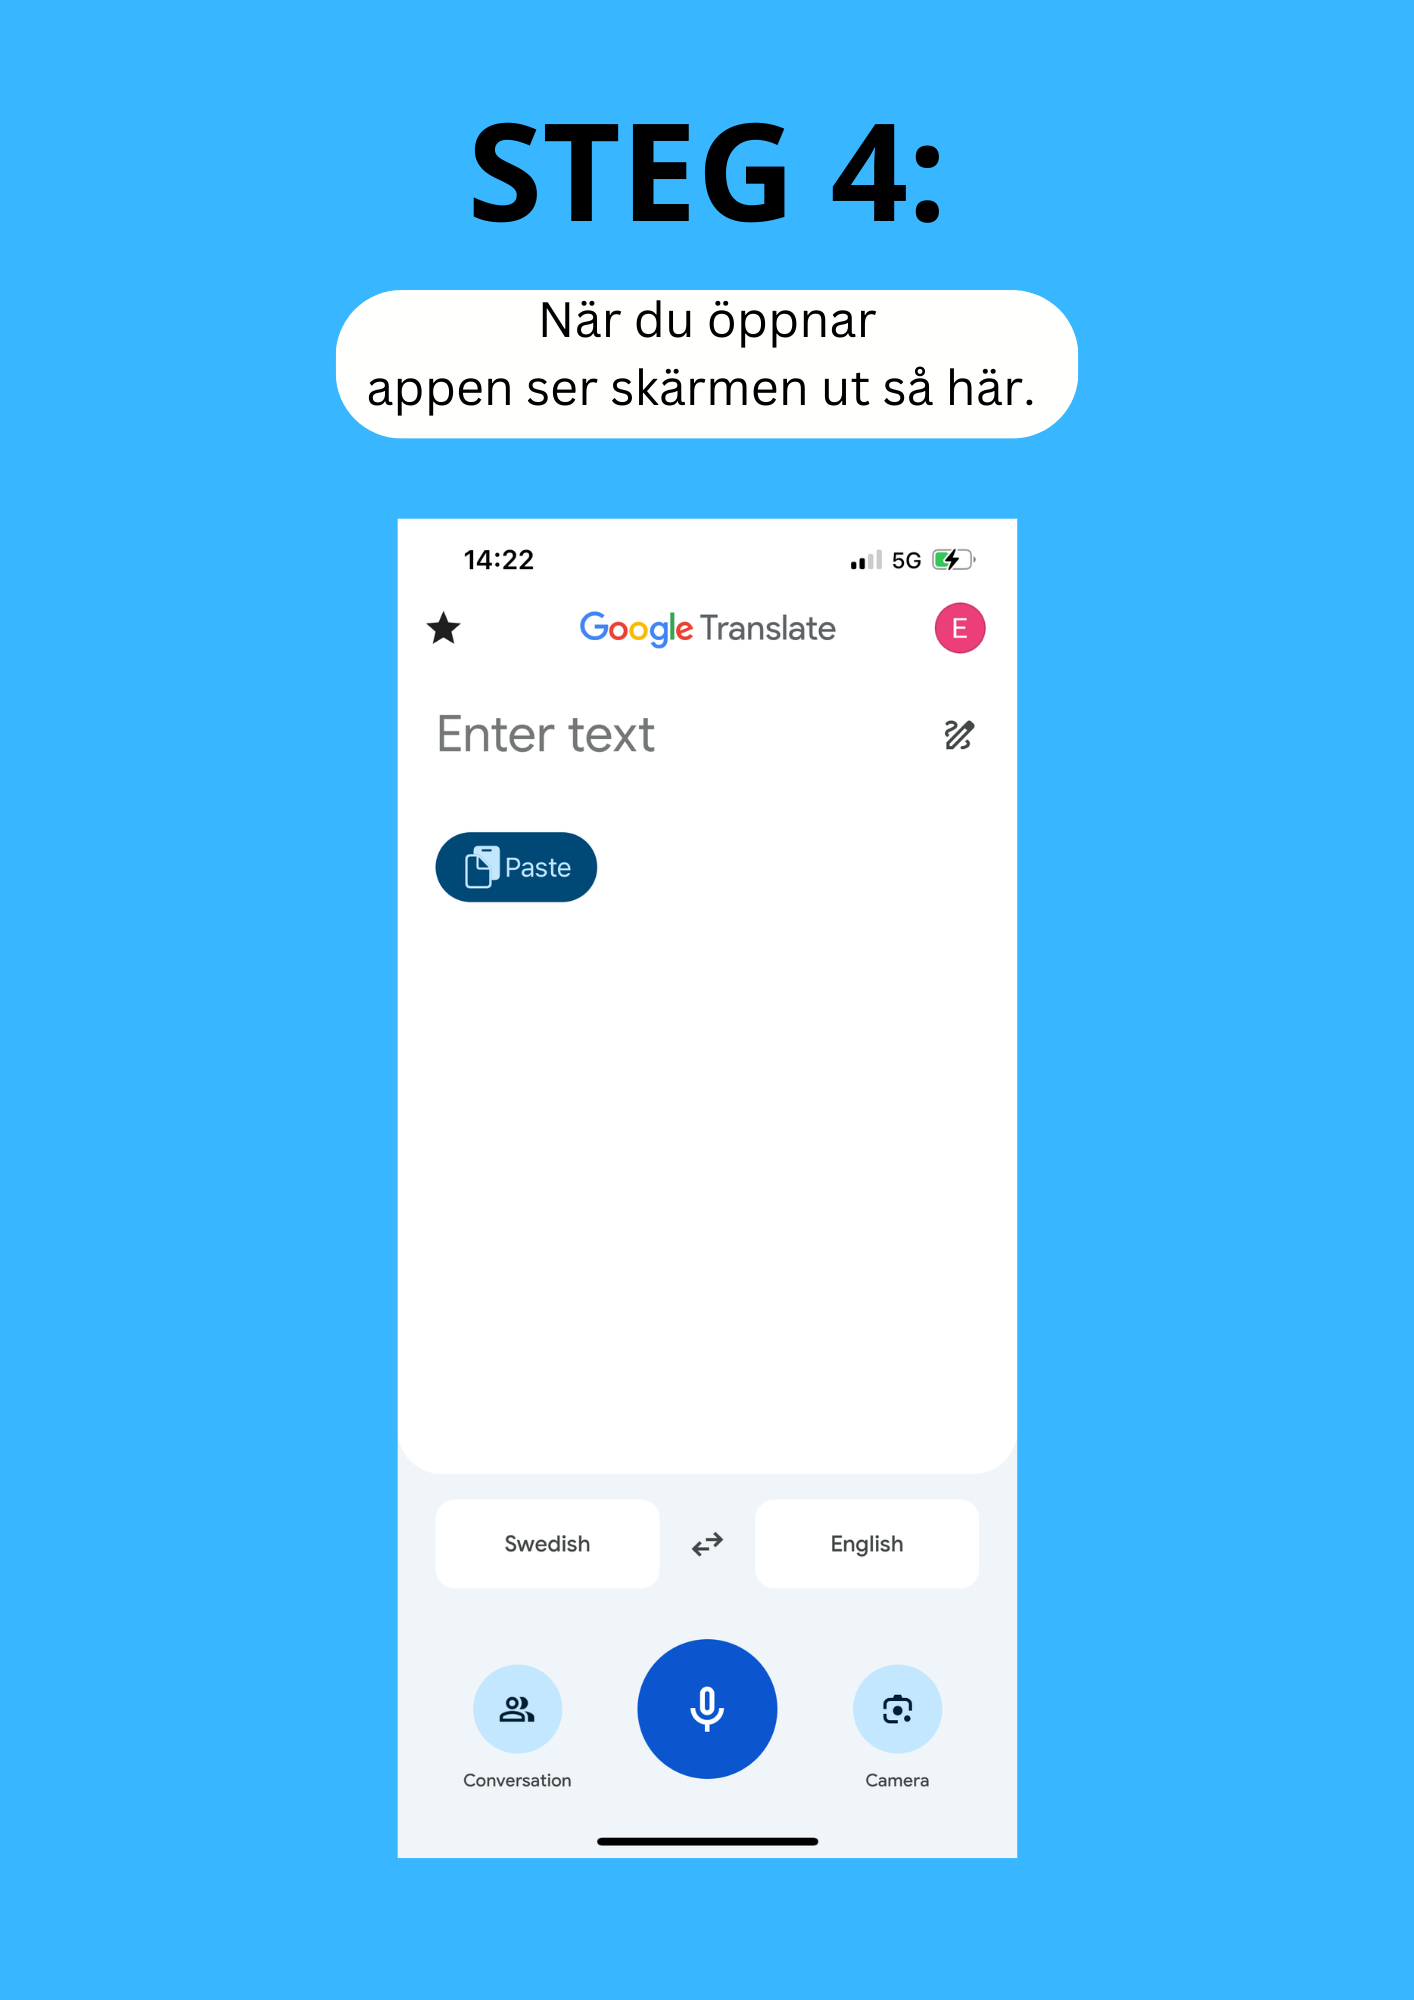 STEG 4:
När du öppnar
appen ser skärmen ut så här.
14:22 5G
Google Translate E
Enter text
Paste
Swedish English
Conversation Camera